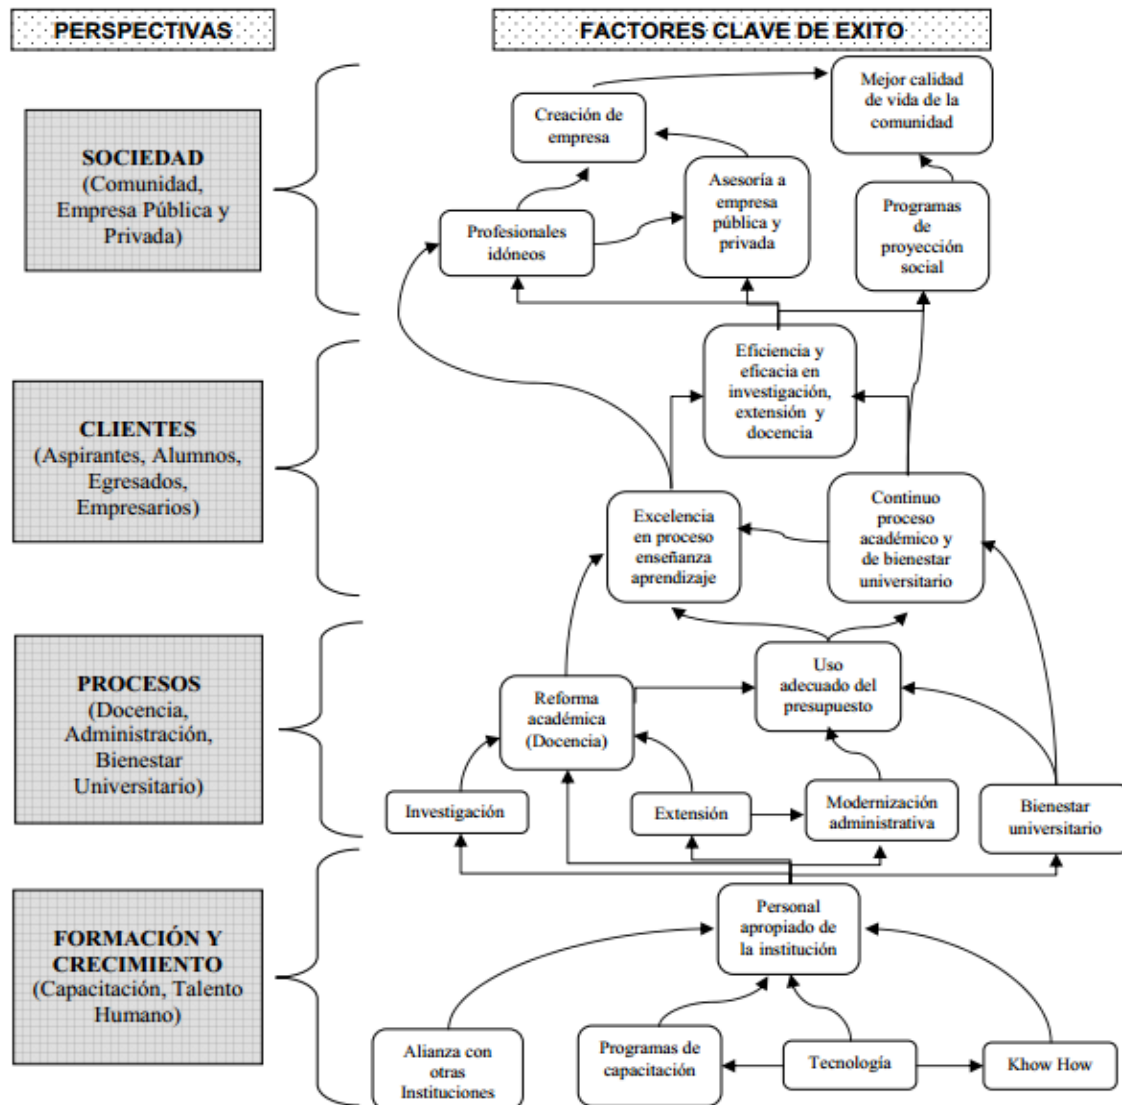 PERSPECTIVAS
FACTORES CLAVE DE EXITO
SOCIEDAD
(Comunidad,
Empresa Pública y
Privada)
Creación de
empresa
Mejor calidad
de vida de la
comunidad
Profesionales
idóneos
Asesoría a
empresa
pública y
privada
Programas
de
proyección
social
CLIENTES
(Aspirantes, Alumnos,
Egresados,
Empresarios)
Eficiencia y
eficacia en
investigación,
extensión y
docencia
Excelencia
en proceso
enseñanza
aprendizaje
Continuo
proceso
académico y
de bienestar
universitario
PROCESOS
(Docencia,
Administración,
Bienestar
Universitario)
Uso
adecuado del
presupuesto
Reforma
académica
(Docencia)
Investigación
Extensión
Modernización
administrativa
Bienestar
universitario
FORMACIÓN Y
CRECIMIENTO
(Capacitación, Talento
Humano)
Personal
apropiado de
la institución
Alianza con
otras
Instituciones
Programas de
capacitación
Tecnología
Khow How